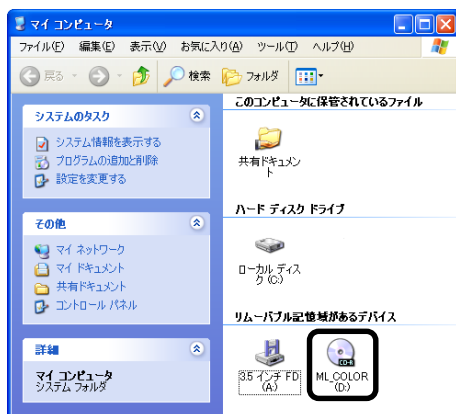 マイ コンピュータ
ファイル(F) 編集(E) 表示(V) お気に入り(A) ツール(T) ヘルプ(H)
戻る 検索 フォルダ
システムのタスク
システム情報を表示する
プログラムの追加と削除
設定を変更する
その他
マイ ネットワーク
マイ ドキュメント
共有ドキュメント
コントロール パネル
詳細
マイ コンピュータ
システム フォルダ
このコンピュータに保管されているファイル
共有ドキュメン
ト
ハード ディスク ドライブ
ローカル ディス
ク (C:)
リムーバブル記憶域があるデバイス
3.5 インチ FD
(A:)
CD-R
ML_COLOR
(D:)